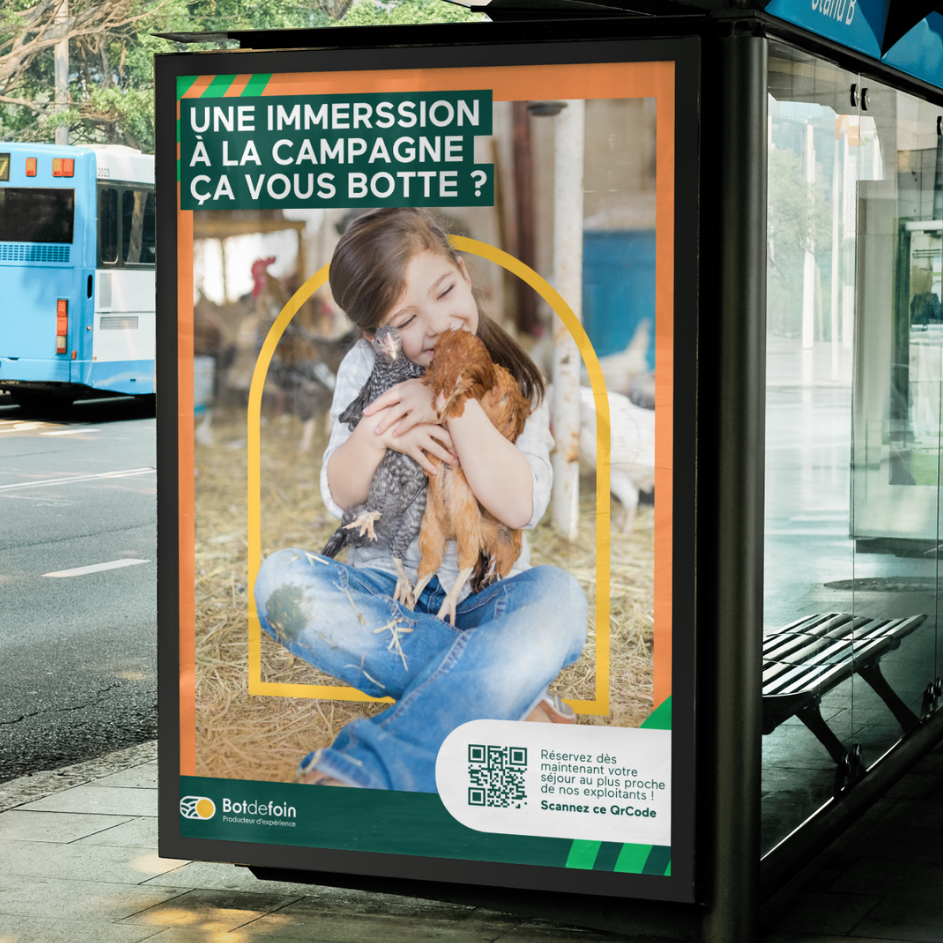 Stand B
UNE IMMERSSION
À LA CAMPAGNE
ÇA VOUS BOTTE ?
Réservez dès
maintenant votre
séjour au plus proche
de nos exploitants !
Scannez ce QrCode
Botdefoin
Producteur d'expérience